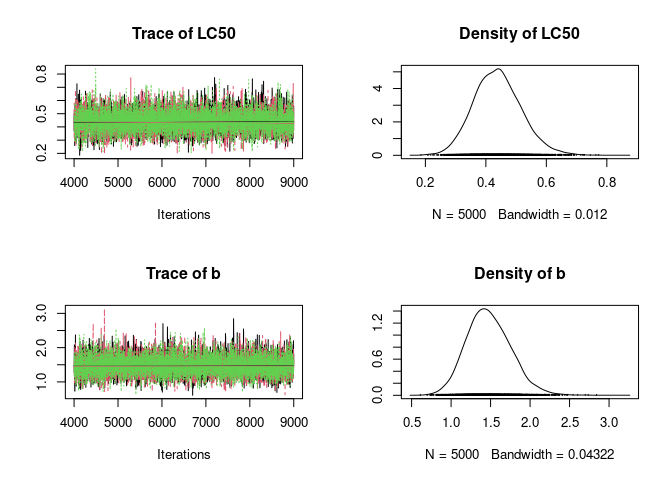 Trace of LC50
0.8
0.5
0.2
4000 5000 6000 7000 8000 9000
Iterations
Density of LC50
4
2
0
0.2 0.4 0.6 0.8
N = 5000 Bandwidth = 0.012
Trace of b
3.0
2.0
1.0
4000 5000 6000 7000 8000 9000
Iterations
Density of b
1.2
0.6
0.0
0.5 1.0 1.5 2.0 2.5 3.0
N = 5000 Bandwidth = 0.04322